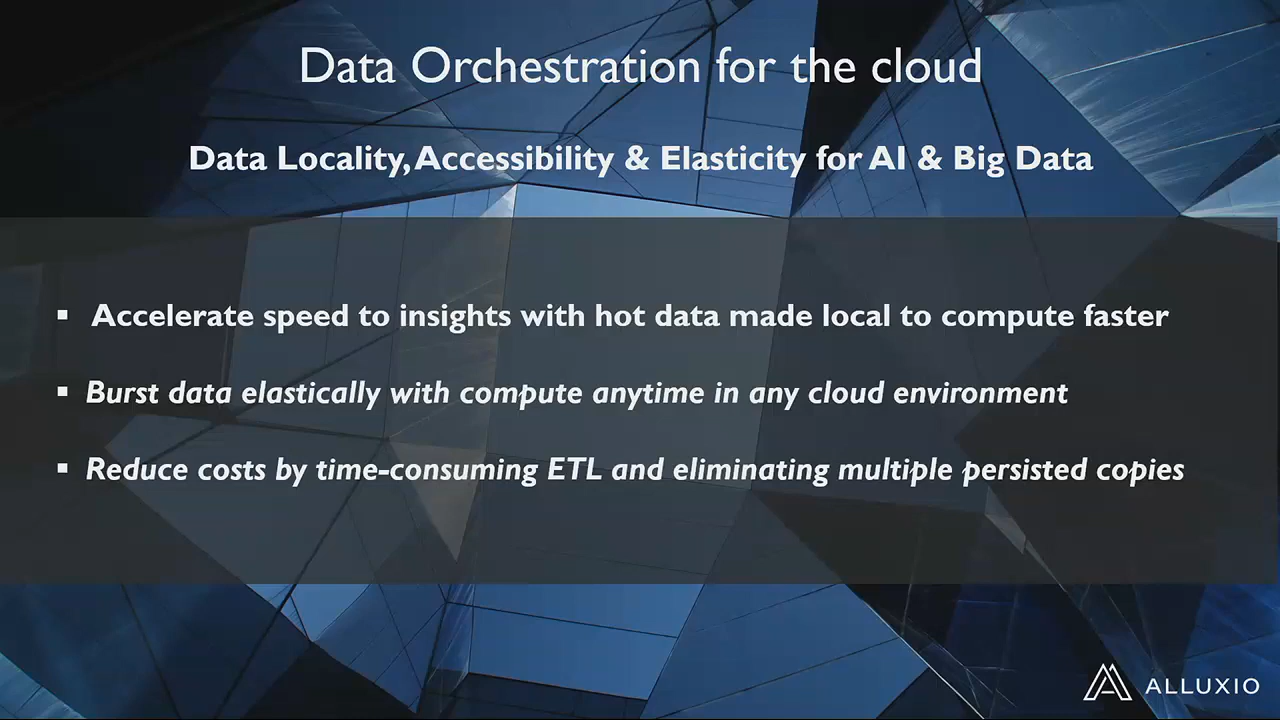 Data Orchestration for the cloud
Data Locality, Accessibility & Elasticity for AI & Big Data
▪ Accelerate speed to insights with hot data made local to compute faster
▪ Burst data elastically with compute anytime in any cloud environment
▪ Reduce costs by time-consuming ETL and eliminating multiple persisted copies
ALLUXIO